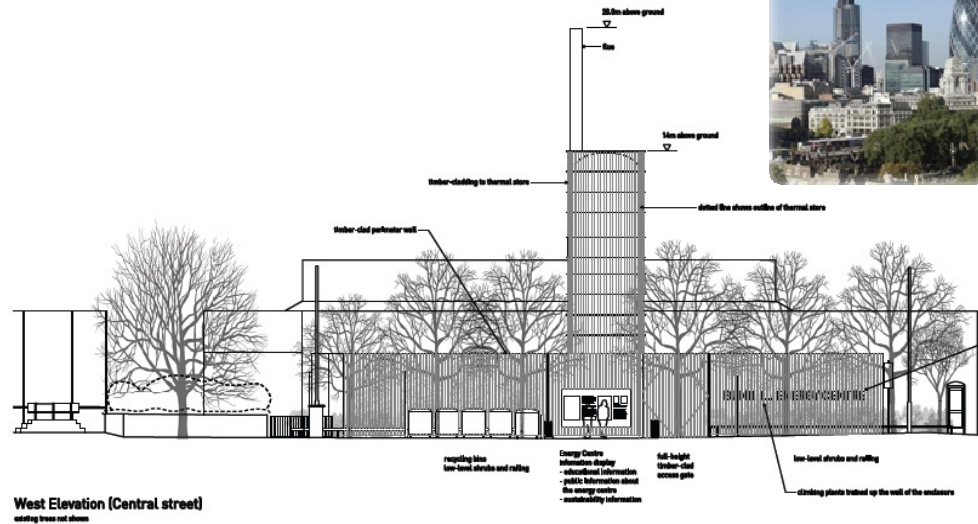 20.0m above ground
flue
14m above ground
timber-cladding to thermal store
dotted line shows outline of thermal store
timber-clad perimeter wall
recycling bins
low-level shrubs and railing
Energy Centre
information display
- educational information
- public information about
the energy centre
- sustainability information
full-height
timber-clad
access gate
low-level shrubs and railing
climbing plants trained up the wall of the enclosure
West Elevation (Central street)
existing trees not shown